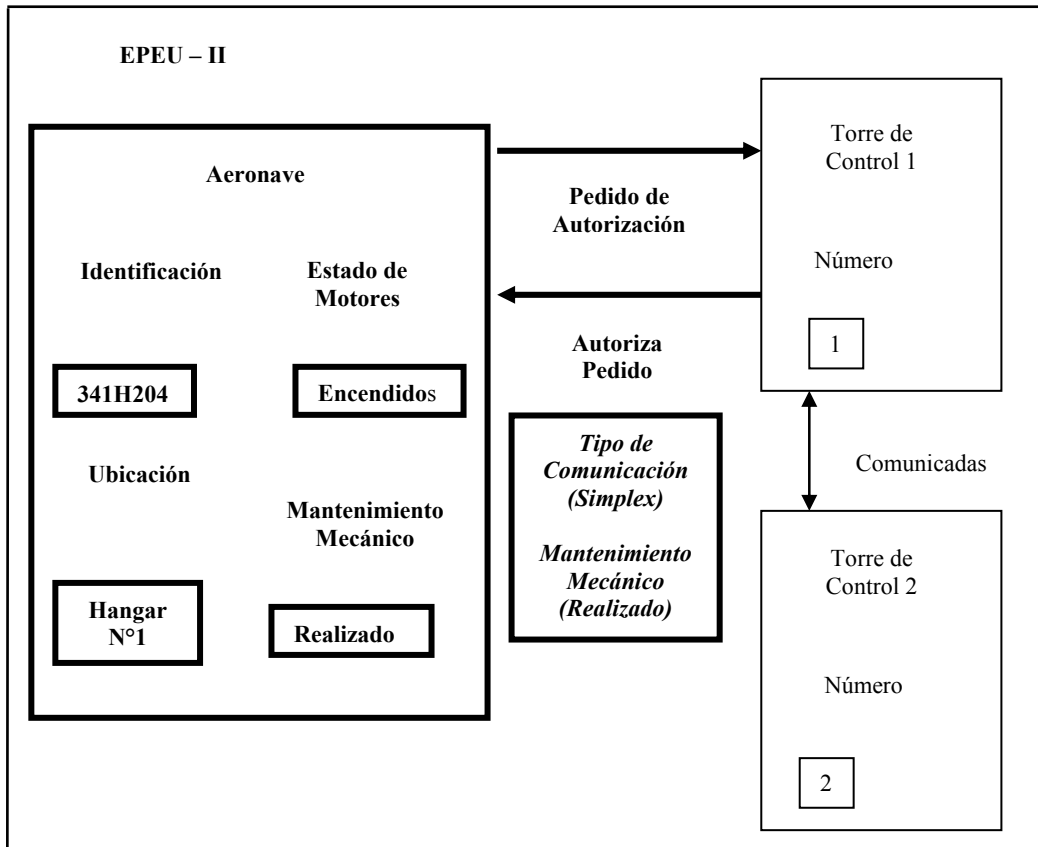 EPEU – II
Aeronave
Identificación
Estado de
Motores
341H204
Encendidos
Ubicación
Mantenimiento
Mecánico
Hangar
N°1
Realizado
Pedido de
Autorización
Autoriza
Pedido
Tipo de
Comunicación
(Simplex)
Mantenimiento
Mecánico
(Realizado)
Torre de
Control 1
Número
1
Comunicadas
Torre de
Control 2
Número
2